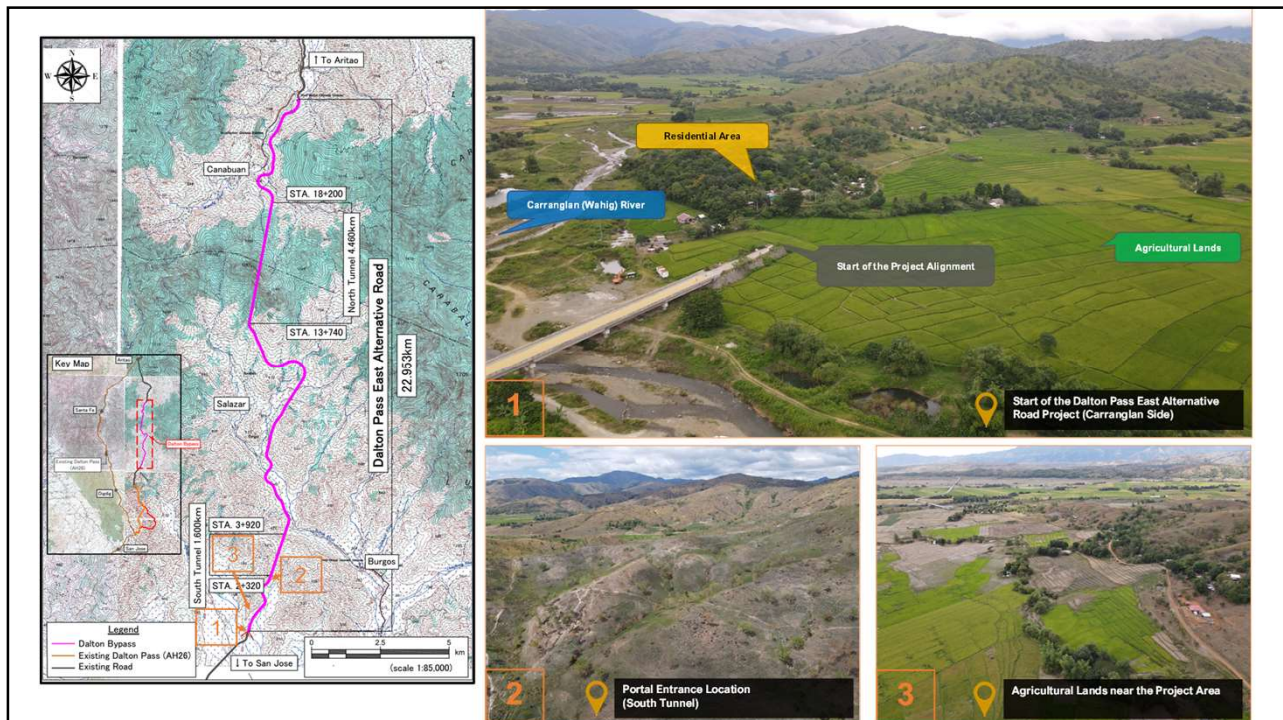 N
W E
S
↑ To Aritao
Canabuan
STA. 18+200
North Tunnel 4.460km
STA. 13+740
Dalton Pass East Alternative Road
22.953km
Salazar
STA. 3+920
South Tunnel 1.600km
3
2
+320
1
Burgos
↓ To San Jose
Key Map
Aritao
Santa Fe
Dalton Bypass
Existing Dalton Pass
(AH26)
San Jose
Legend
Dalton Bypass
Existing Dalton Pass (AH26)
Existing Road
0 2.5 5
km
(scale 1:85,000)
Residential Area
Carranglan (Wahig) River
Agricultural Lands
Start of the Project Alignment
1
Start of the Dalton Pass East Alternative
Road Project (Carranglan Side)
2
Portal Entrance Location
(South Tunnel)
3
Agricultural Lands near the Project Area